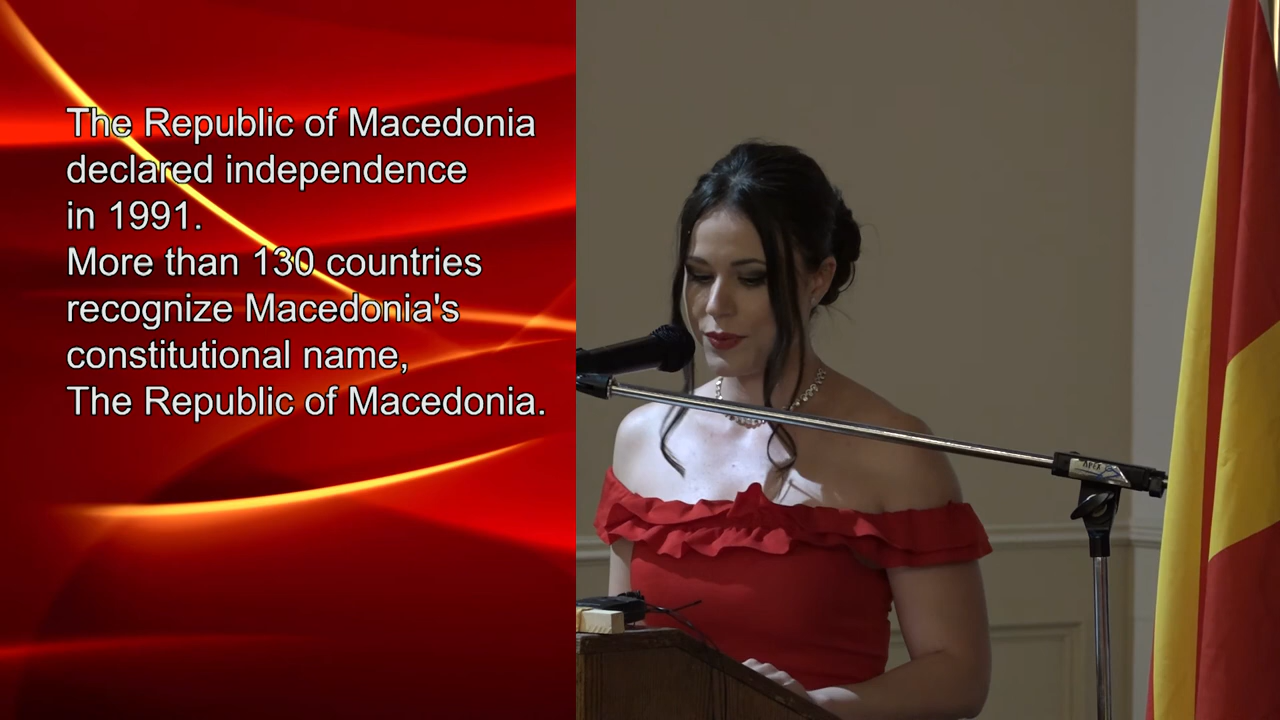 The Republic of Macedonia
declared independence
in 1991.
More than 130 countries
recognize Macedonia's
constitutional name,
The Republic of Macedonia.
APEX